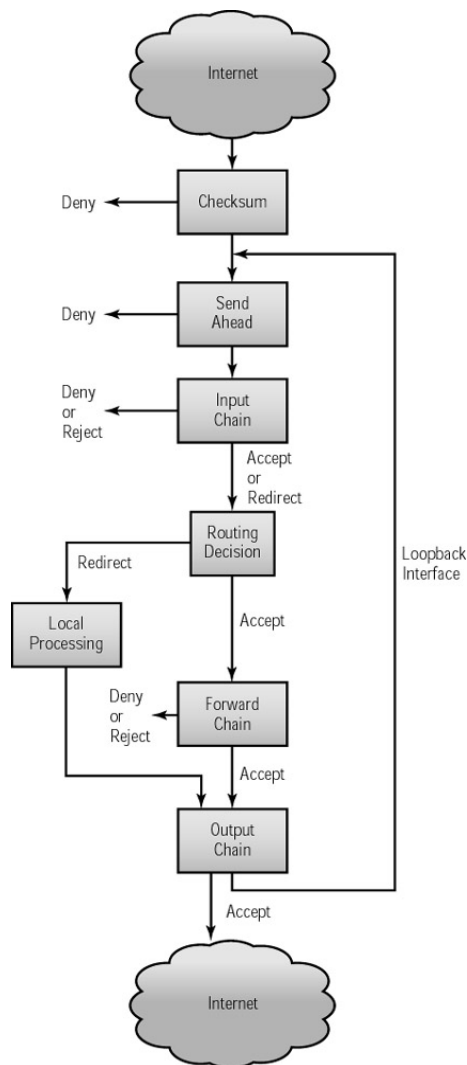 Internet
Checksum
Deny
Send
Ahead
Deny
Input
Chain
Deny
or
Reject
Accept
or
Redirect
Routing
Decision
Redirect
Loopback
Interface
Local
Processing
Accept
Forward
Chain
Deny
or
Reject
Accept
Output
Chain
Accept
Internet